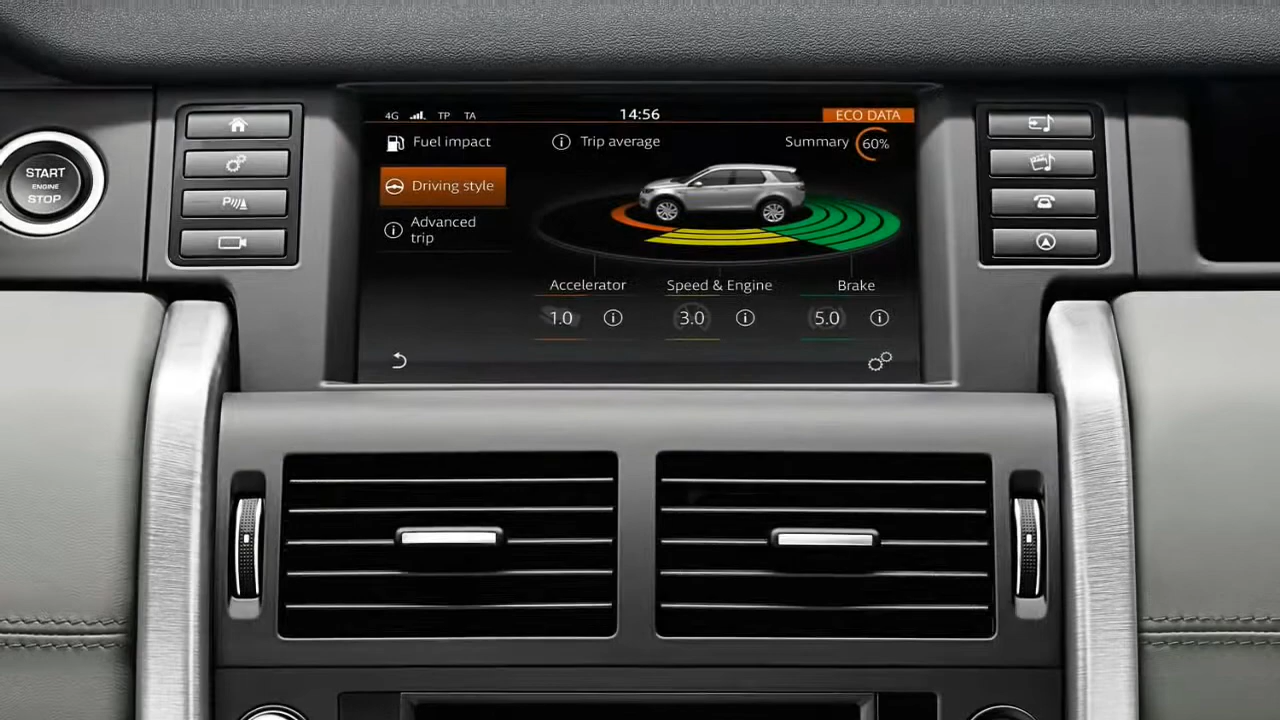 4G TP TA 14:56 ECO DATA
Fuel impact
Trip average
Summary 60%
START
ENGINE
STOP
Driving style
Advanced
trip
Accelerator Speed & Engine Brake
1.0 3.0 5.0